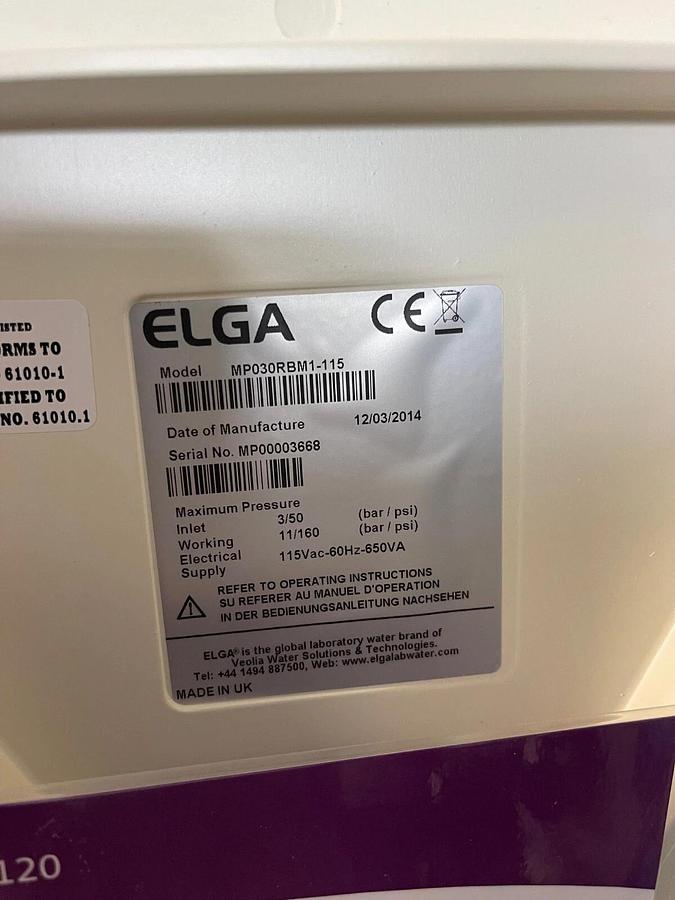 ELGA CE
ISTED
RMS TO
61010-1
IFIED TO
NO. 61010.1
Model MP030RBM1-115
Date of Manufacture 12/03/2014
Serial No. MP00003668
Maximum Pressure
Inlet 3/50 (bar / psi)
Working 11/160 (bar / psi)
Electrical 115Vac-60Hz-650VA
Supply
REFER TO OPERATING INSTRUCTIONS
SU REFERER AU MANUEL D'OPERATION
IN DER BEDIENUNGSANLEITUNG NACHSEHEN
ELGA® is the global laboratory water brand of
Veolia Water Solutions & Technologies.
Tel: +44 1494 887500, Web: www.elgalabwater.com
MADE IN UK
120